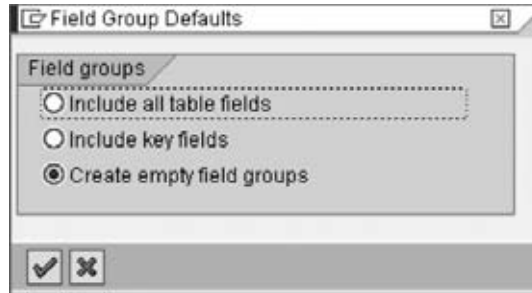 Field Group Defaults
Field groups
Include all table fields
Include key fields
Create empty field groups